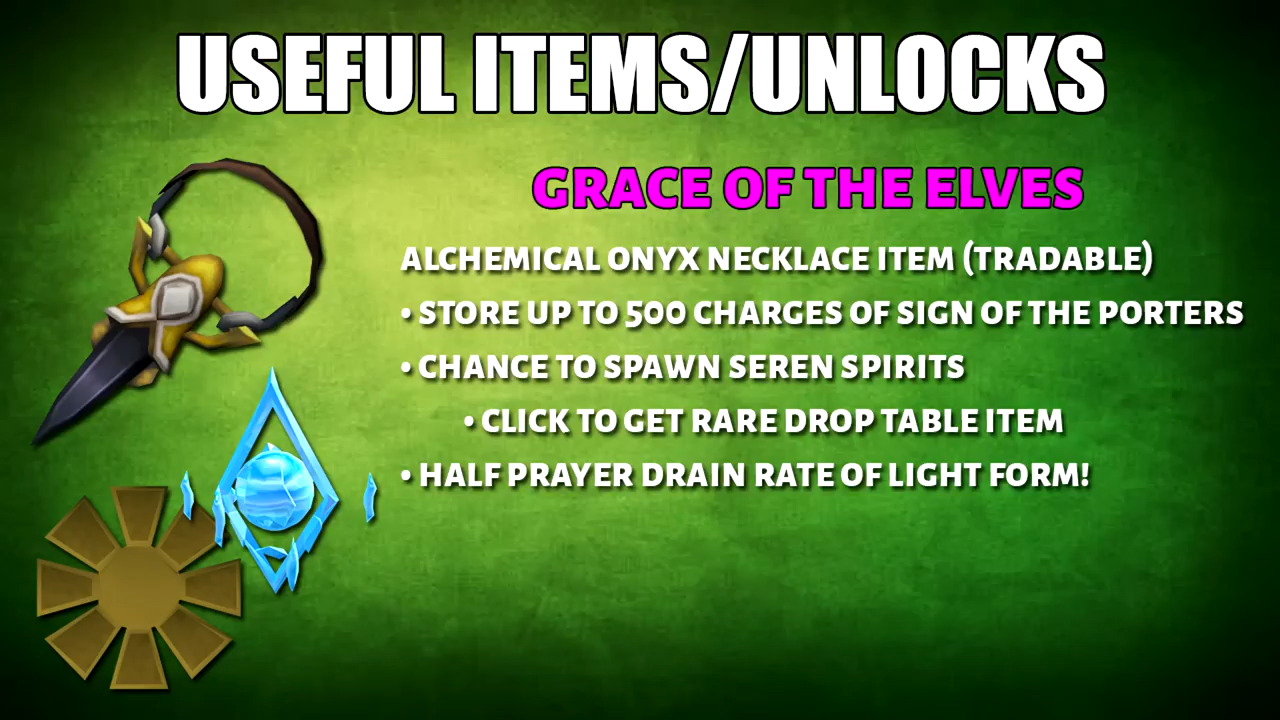 USEFUL ITEMS/UNLOCKS
GRACE OF THE ELVES
ALCHEMICAL ONYX NECKLACE ITEM (TRADABLE)
• STORE UP TO 500 CHARGES OF SIGN OF THE PORTERS
• CHANCE TO SPAWN SEREN SPIRITS
• CLICK TO GET RARE DROP TABLE ITEM
• HALF PRAYER DRAIN RATE OF LIGHT FORM!